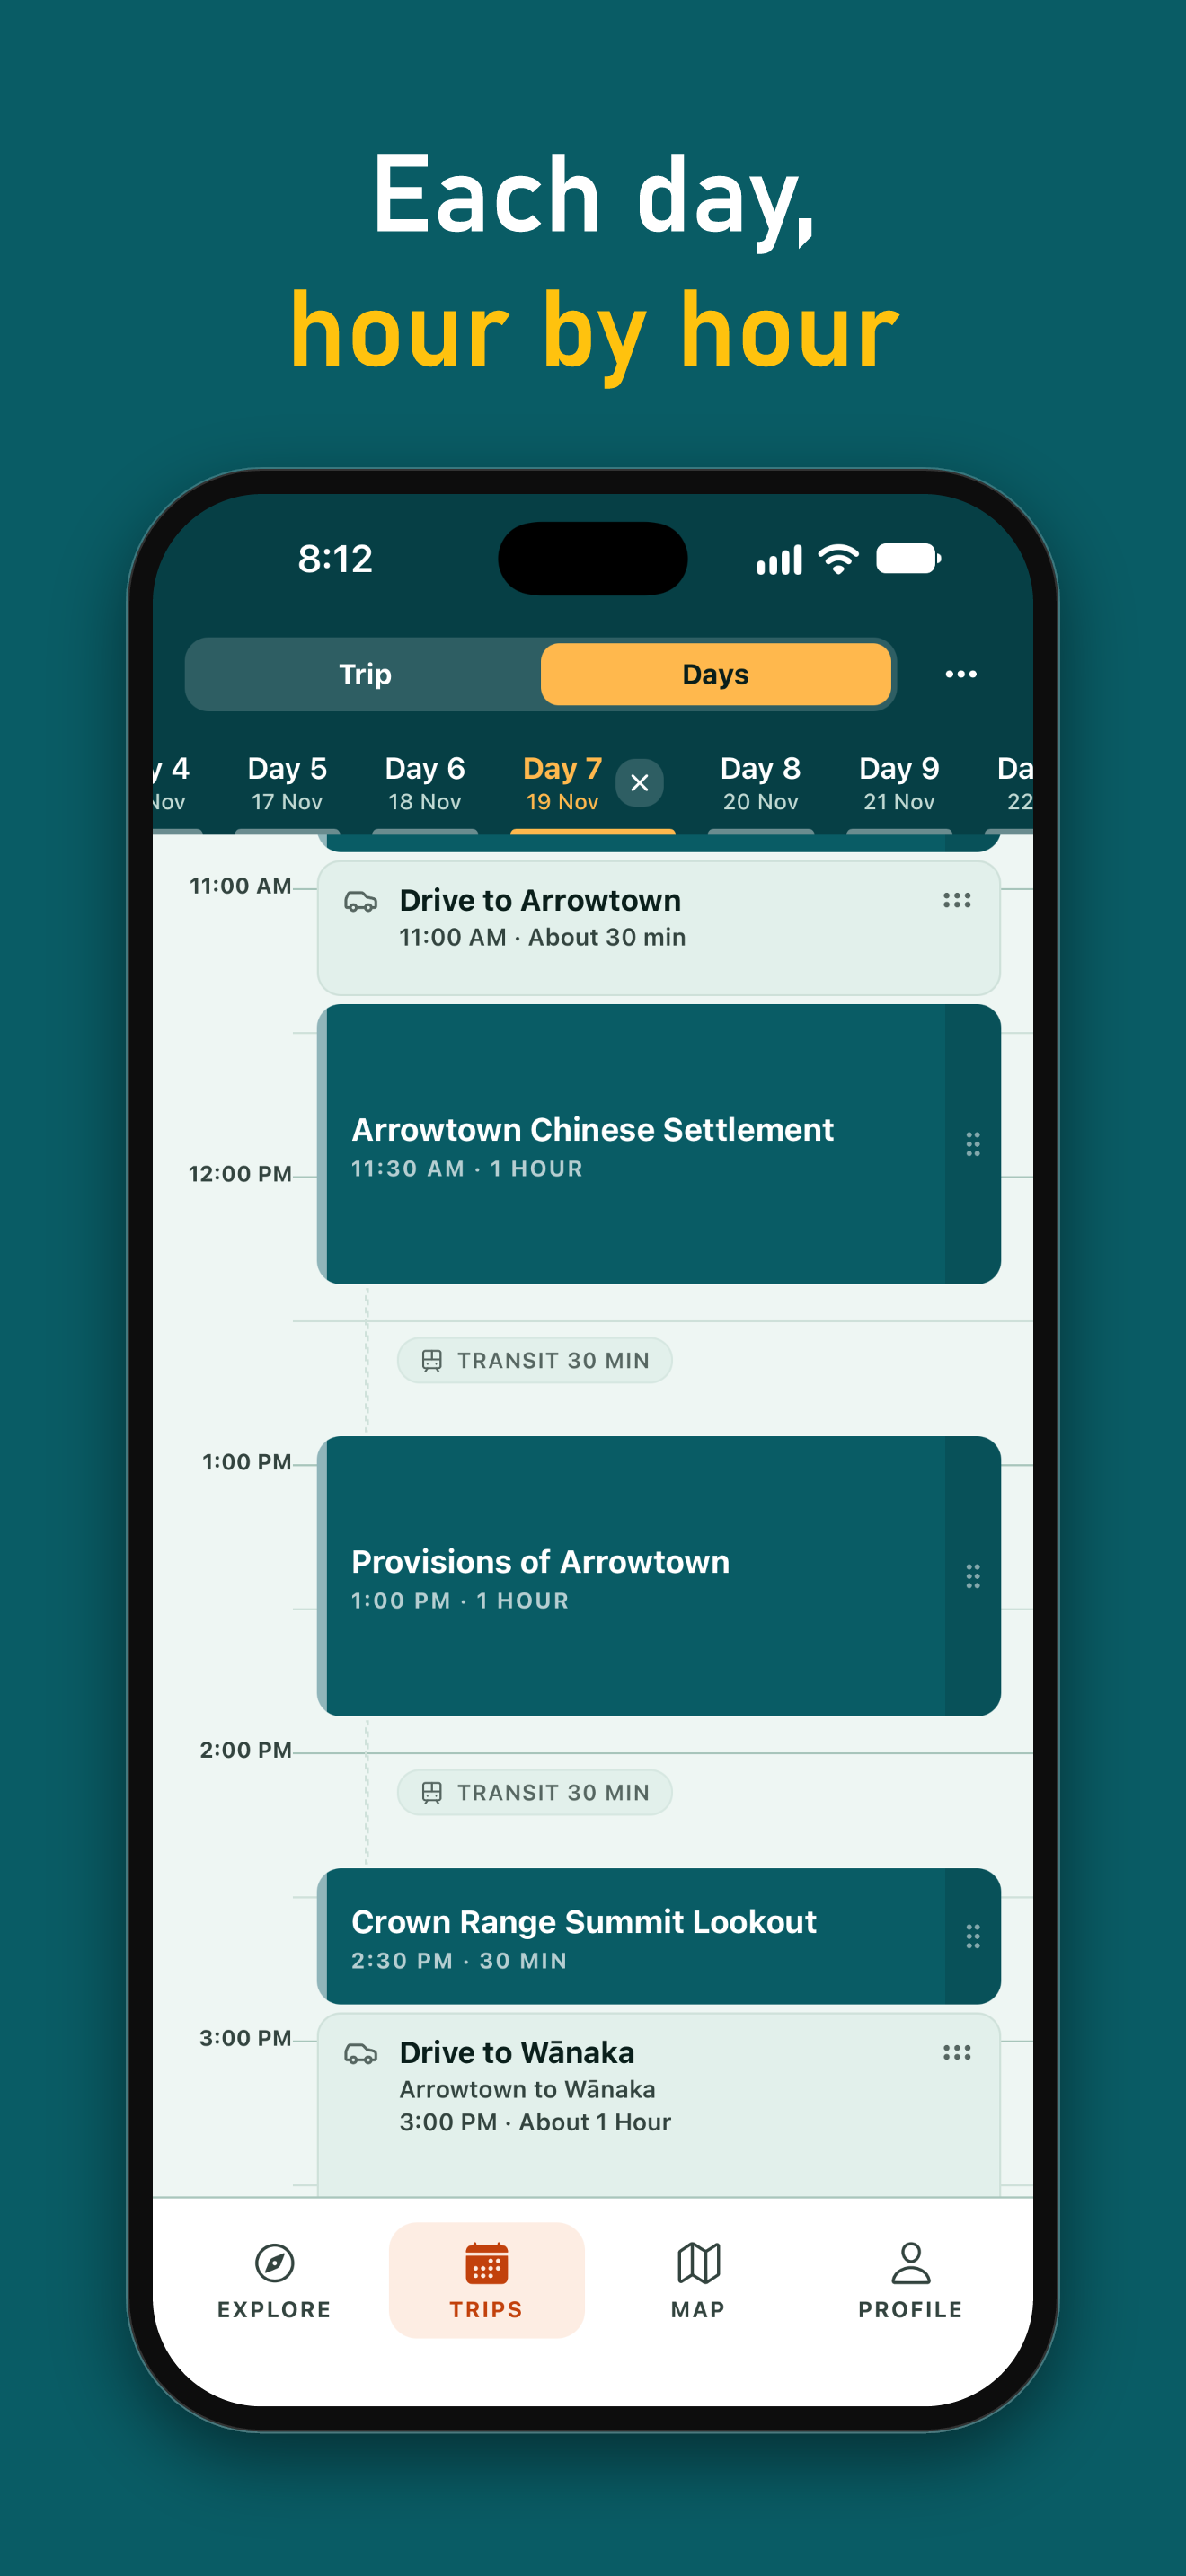 Each day,
hour by hour
8:12
Trip
Days
y 4
Nov
Day 5
17 Nov
Day 6
18 Nov
Day 7
19 Nov
Day 8
20 Nov
Day 9
21 Nov
Da
22
11:00 AM
Drive to Arrowtown
11:00 AM · About 30 min
Arrowtown Chinese Settlement
11:30 AM · 1 HOUR
12:00 PM
TRANSIT 30 MIN
1:00 PM
Provisions of Arrowtown
1:00 PM · 1 HOUR
2:00 PM
TRANSIT 30 MIN
Crown Range Summit Lookout
2:30 PM · 30 MIN
3:00 PM
Drive to Wānaka
Arrowtown to Wānaka
3:00 PM · About 1 Hour
EXPLORE
TRIPS
MAP
PROFILE